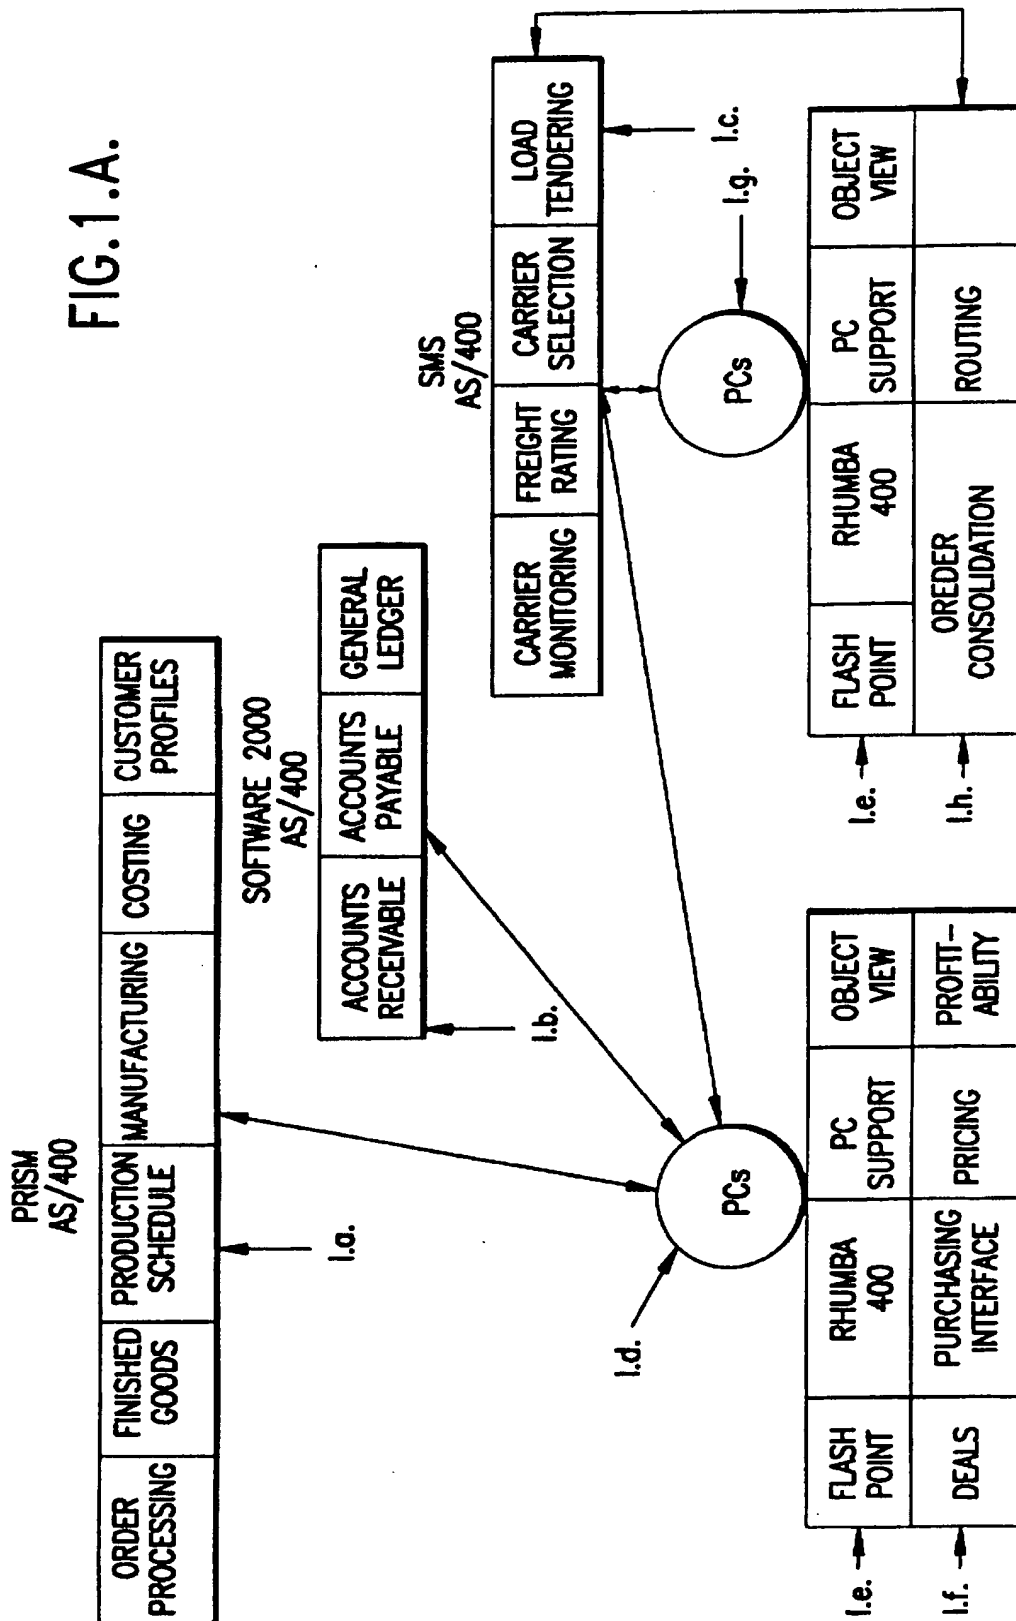 FIG.1.A.
PRISM
AS/400
ORDER
PROCESSING
FINISHED
GOODS
PRODUCTION
SCHEDULE
MANUFACTURING
COSTING
CUSTOMER
PROFILES
I.a.
SOFTWARE 2000
AS/400
ACCOUNTS
RECEIVABLE
ACCOUNTS
PAYABLE
GENERAL
LEDGER
I.b.
SMS
AS/400
CARRIER
MONITORING
FREIGHT
RATING
CARRIER
SELECTION
LOAD
TENDERING
I.c.
I.d.
PCs
PCs
I.g.
I.e.
FLASH
POINT
RHUMBA
400
PC
SUPPORT
OBJECT
VIEW
I.f.
DEALS
PURCHASING
INTERFACE
PRICING
PROFIT-
ABILITY
I.e.
FLASH
POINT
RHUMBA
400
PC
SUPPORT
OBJECT
VIEW
I.h.
OREDER
CONSOLIDATION
ROUTING